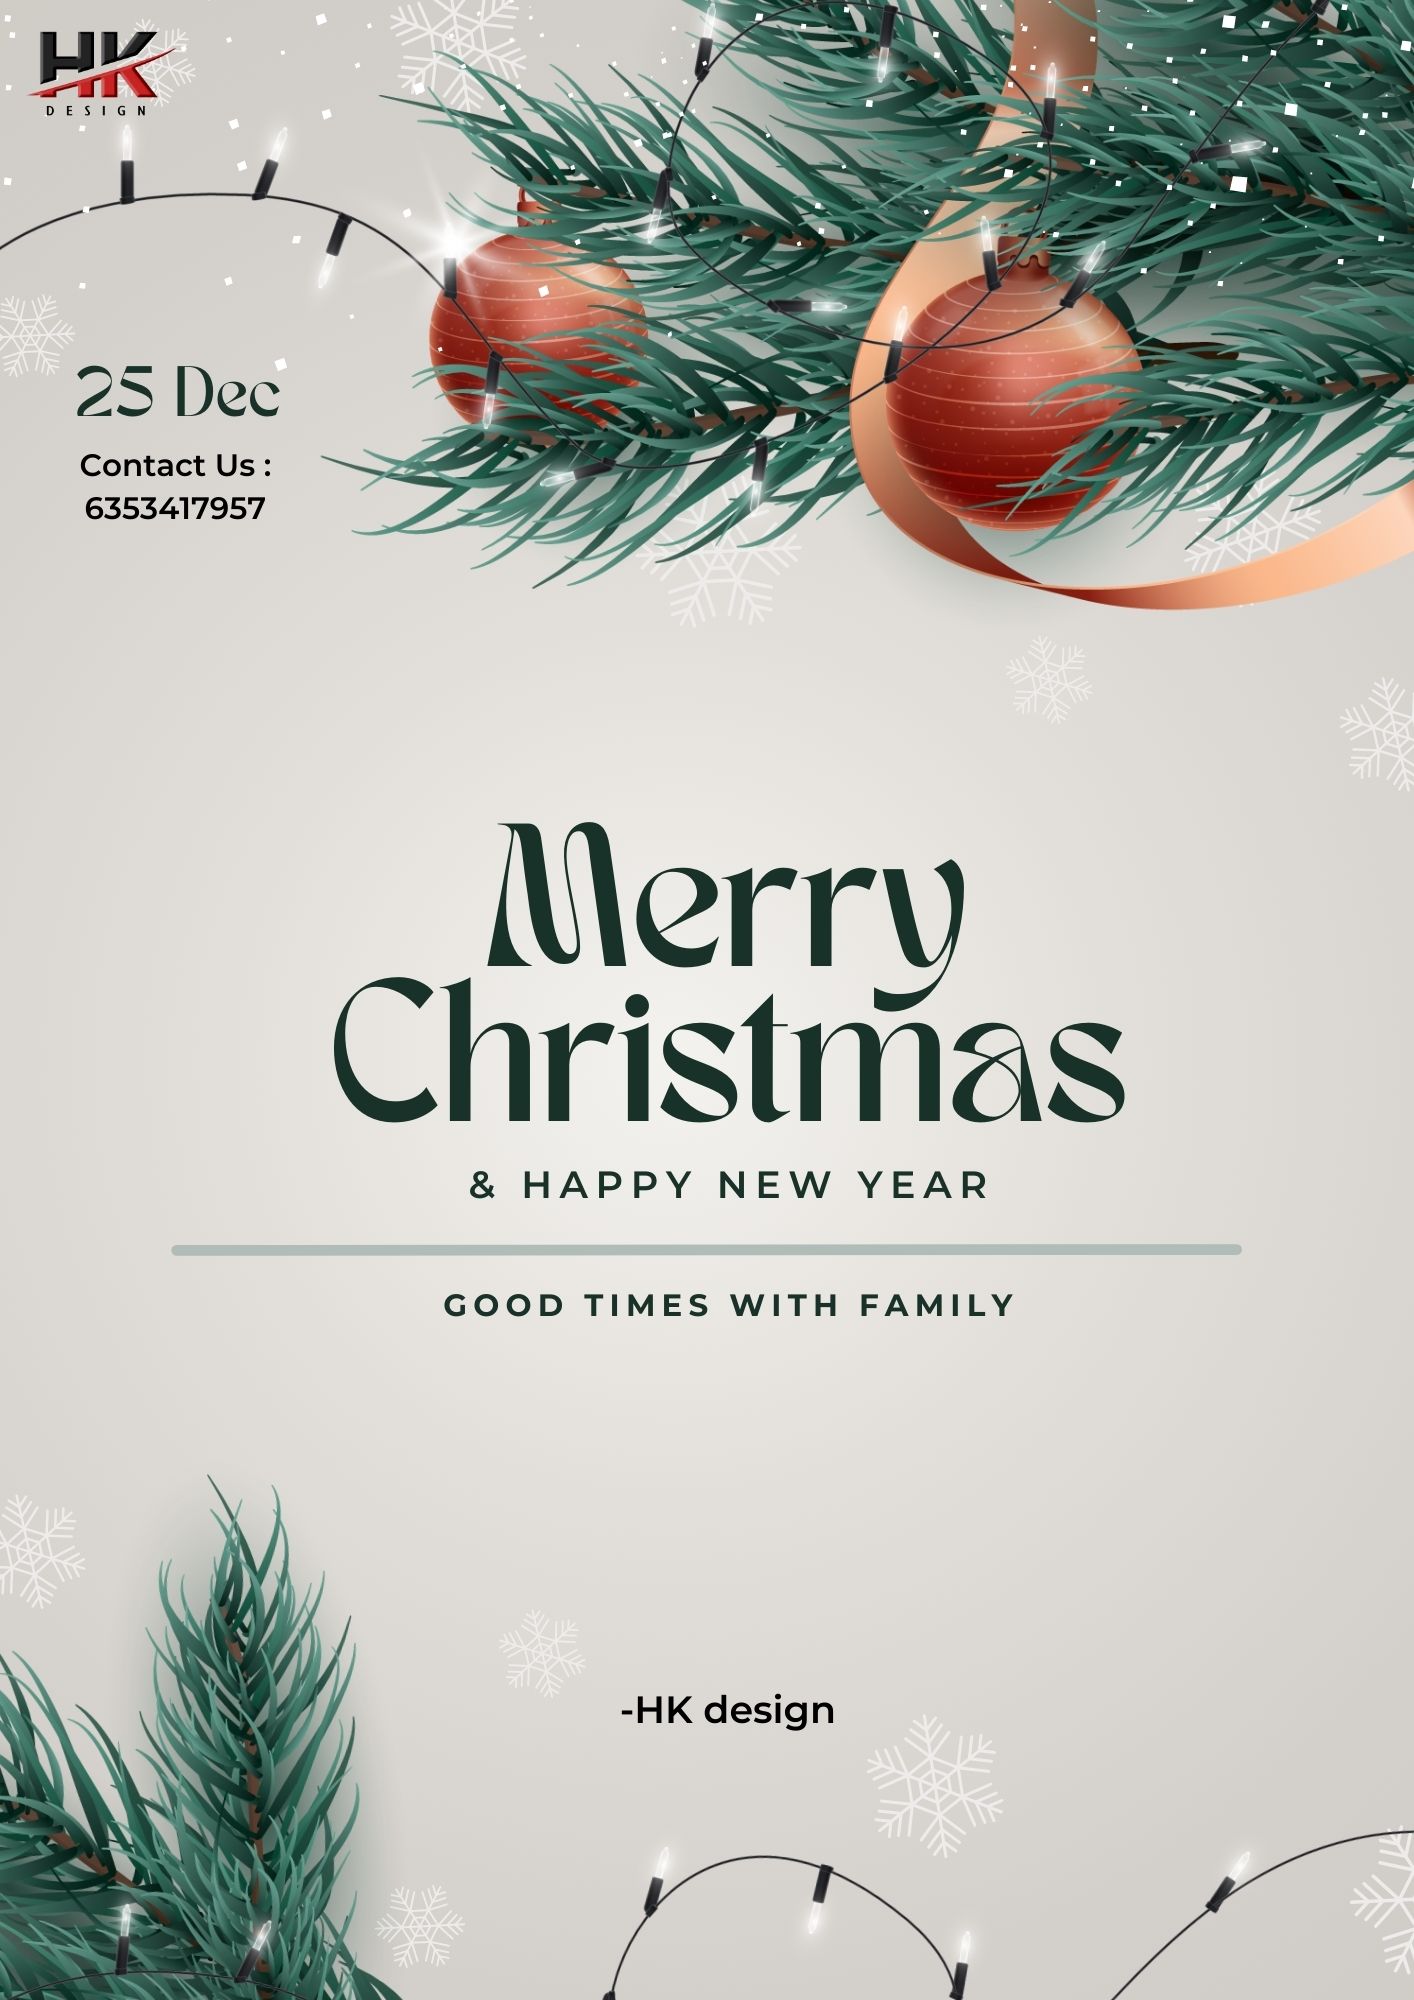 HK
DESIGN
25 Dec
Contact Us :
6353417957
Merry
Christmas
& HAPPY NEW YEAR
GOOD TIMES WITH FAMILY
-HK design